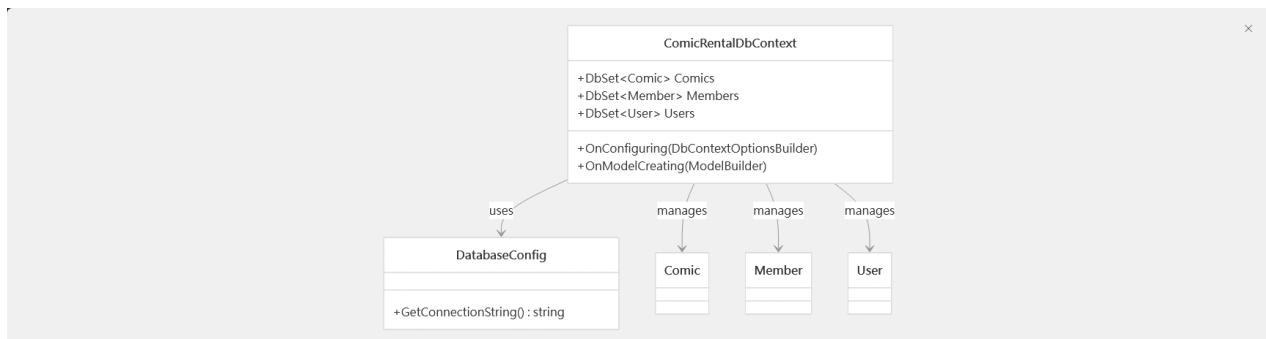 ComicRentalDbContext
+DbSet<Comic> Comics
+DbSet<Member> Members
+DbSet<User> Users
+OnConfiguring(DbContextOptionsBuilder)
+OnModelCreating(ModelBuilder)
uses
manages
manages
manages
DatabaseConfig
+GetConnectionString() : string
Comic
Member
User